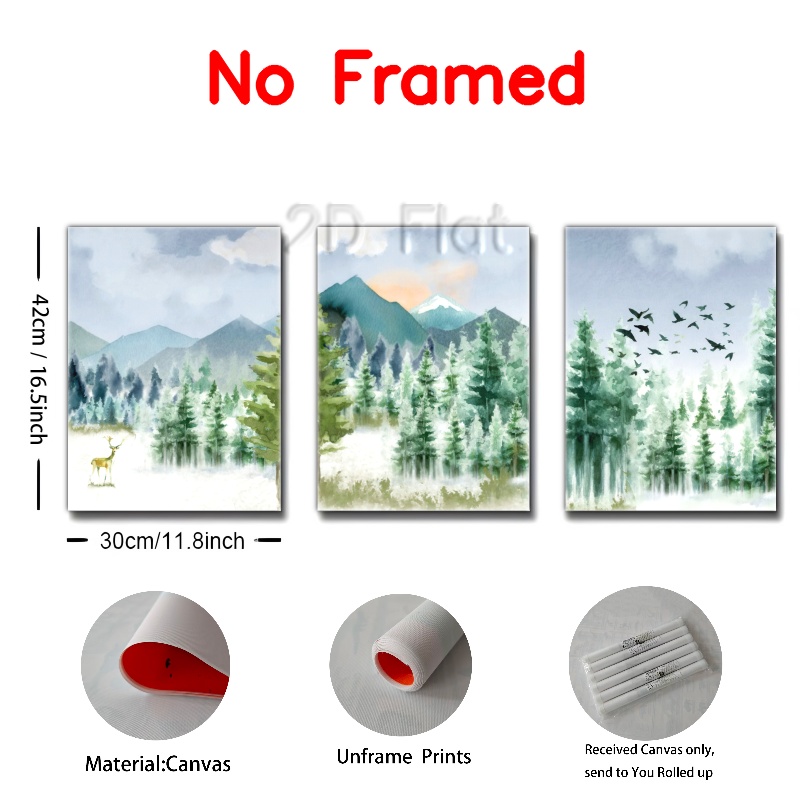 No Framed
2D Flat
42cm / 16.5inch
30cm/11.8inch
Material:Canvas
Unframe Prints
Received Canvas only,
send to You Rolled up